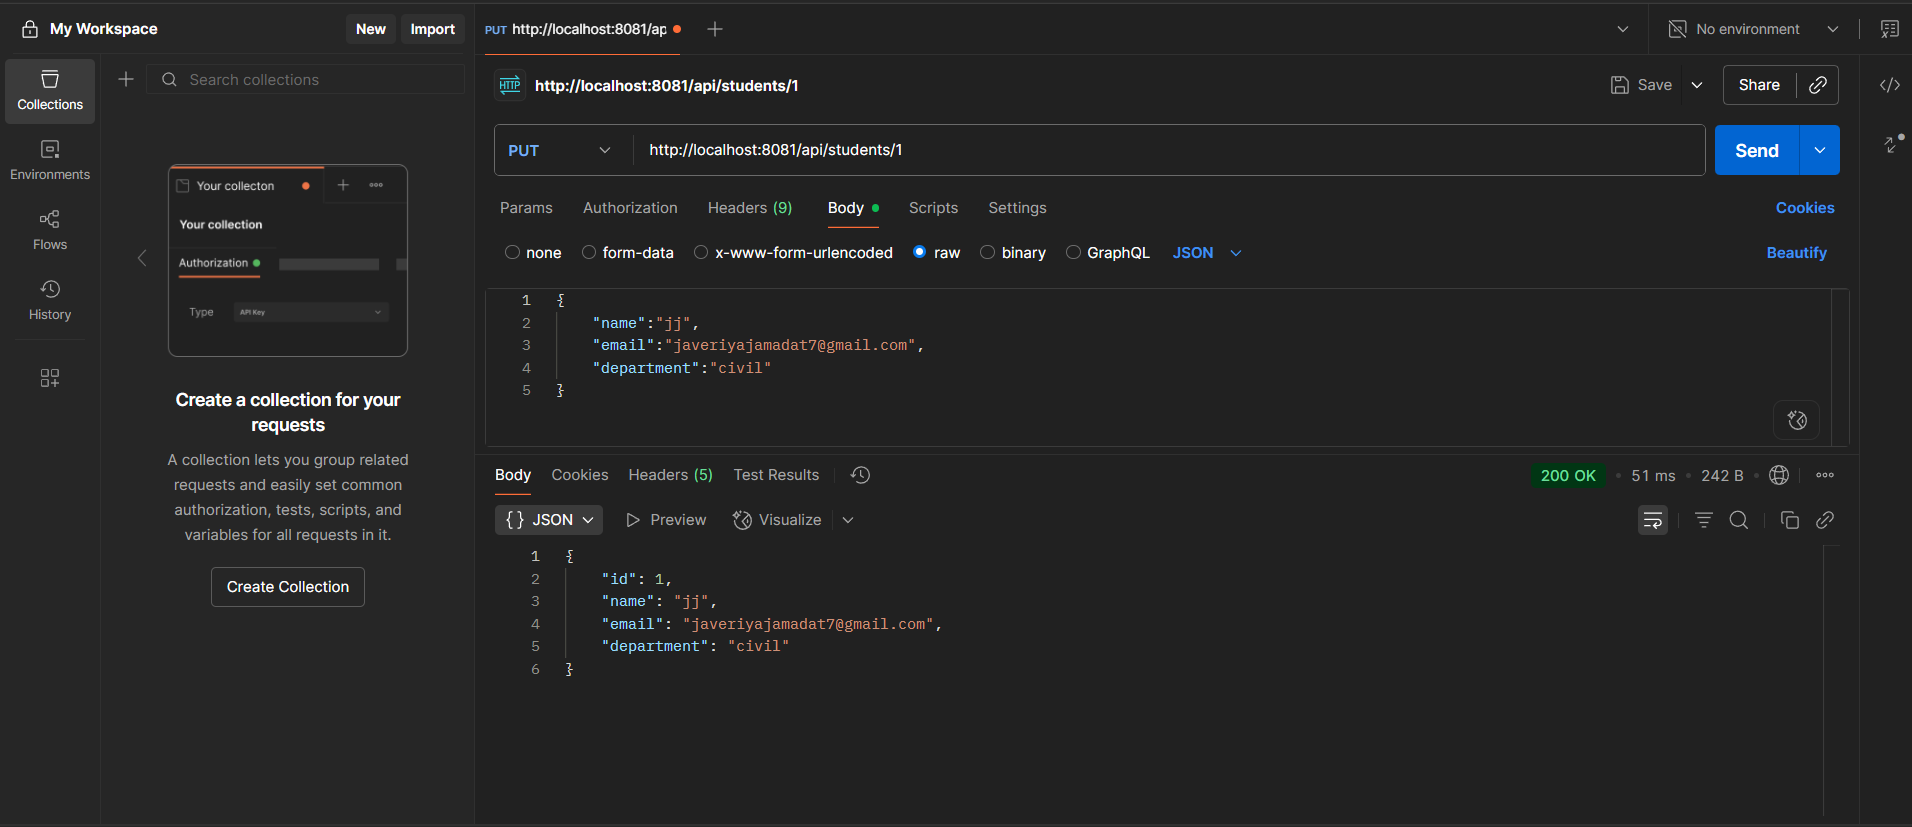 My Workspace
New
Import
PUT http://localhost:8081/ap
No environment
Collections
Environments
Flows
History
Search collections
Your collecton
Your collection
Authorization
Type
API Key
Create a collection for your
requests
A collection lets you group related
requests and easily set common
authorization, tests, scripts, and
variables for all requests in it.
Create Collection
HTTP http://localhost:8081/api/students/1
Save
Share
PUT http://localhost:8081/api/students/1
Send
Params Authorization Headers (9) Body Scripts Settings
Cookies
none form-data x-www-form-urlencoded raw binary GraphQL JSON
Beautify
1 {
2 "name":"jj",
3 "email":"javeriyajamadat7@gmail.com",
4 "department":"civil"
5 }
Body Cookies Headers (5) Test Results
200 OK • 51 ms • 242 B
{} JSON Preview Visualize
1 {
2 "id": 1,
3 "name": "jj",
4 "email": "javeriyajamadat7@gmail.com",
5 "department": "civil"
6 }